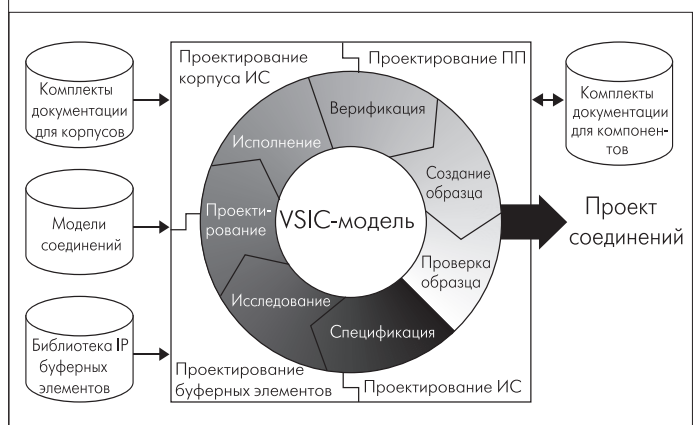 Проектирование
корпуса ИС
Проектирование ПП
Комплекты
документации
для корпусов
Комплекты
документации
для компонен-
тов
Верификация
Исполнение
Создание
образца
Модели
соединений
Проекти-
рование
VSIC-модель
Проект
соединений
Проверка
образца
Исследование
Спецификация
Библиотека IP
буферных
элементов
Проектирование
буферных элементов
Проектирование ИС